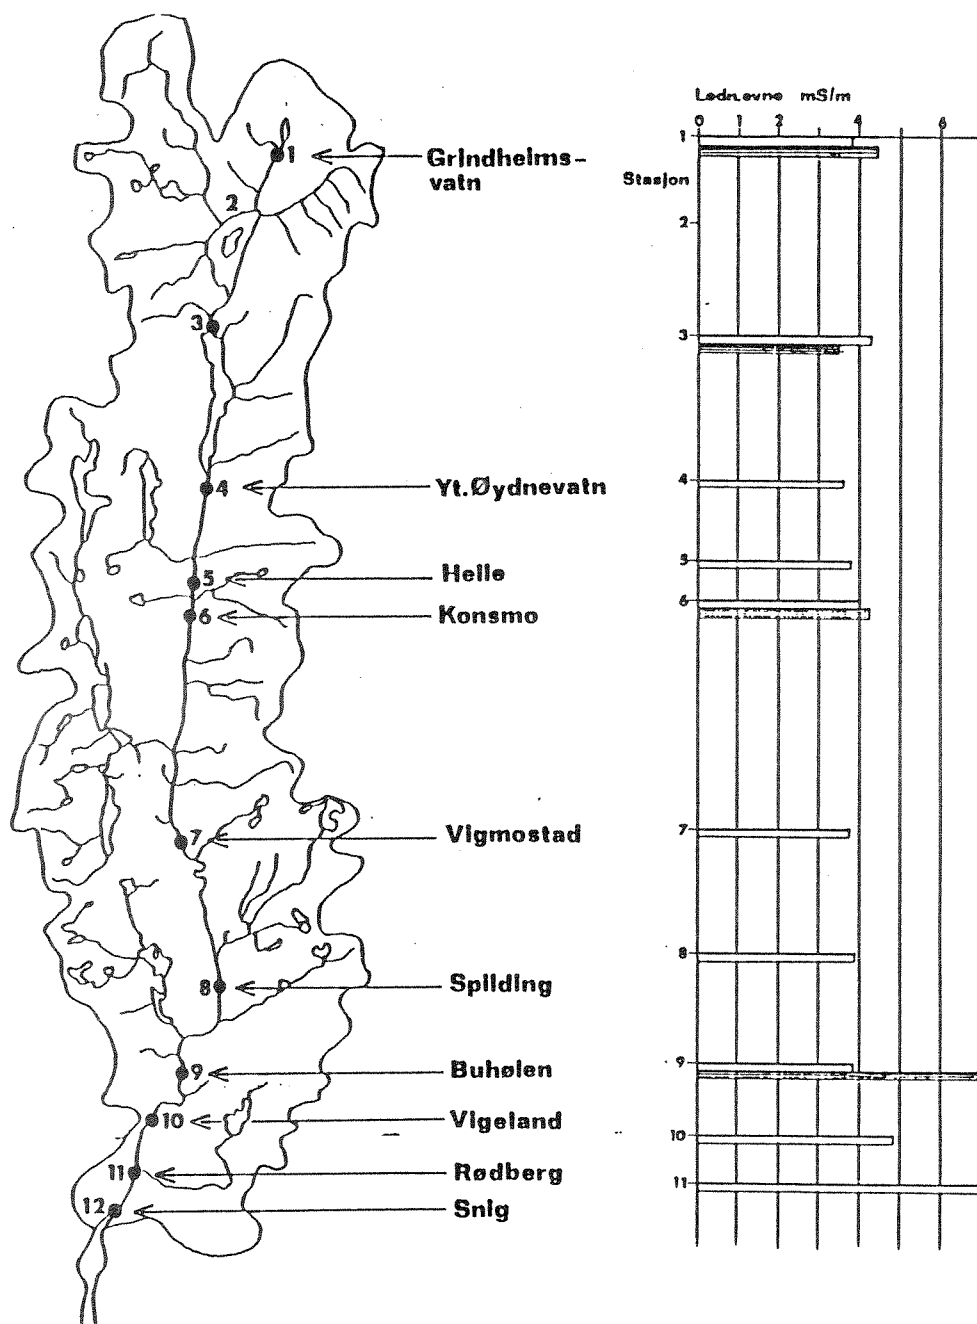 Lednevne mS/m
0 1 2 3 4 6
Stasjon
1
2
3
4
5
6
7
8
9
10
11
1
Grindheims-
vatn
2
3
4
Yt.Øydnevatn
5
Helle
6
Konsmo
7
Vigmostad
8
Spilding
9
Buhølen
10
Vigeland
11
Rødberg
12
Snig